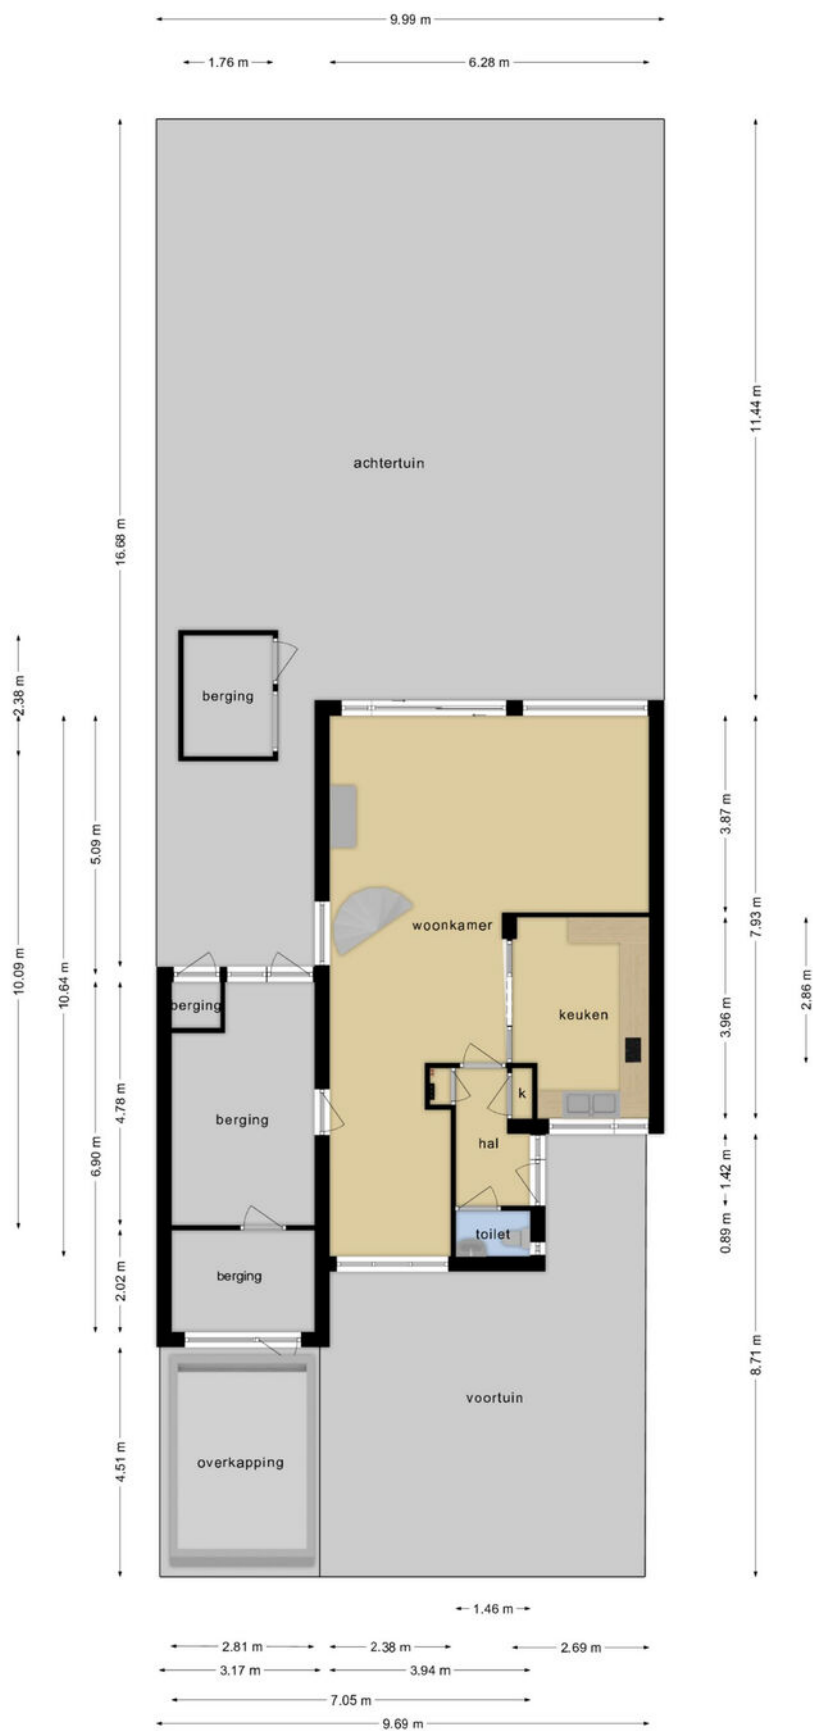 9.99 m
1.76 m
6.28 m
11.44 m
achtertuin
16.68 m
2.38 m
berging
3.87 m
5.09 m
7.93 m
woonkamer
2.86 m
10.09 m
10.64 m
3.96 m
berging
keuken
4.78 m
k
berging
6.90 m
hal
1.42 m
toilet
0.89 m
berging
2.02 m
8.71 m
voortuin
overkapping
4.51 m
1.46 m
2.81 m
2.38 m
2.69 m
3.17 m
3.94 m
7.05 m
9.69 m